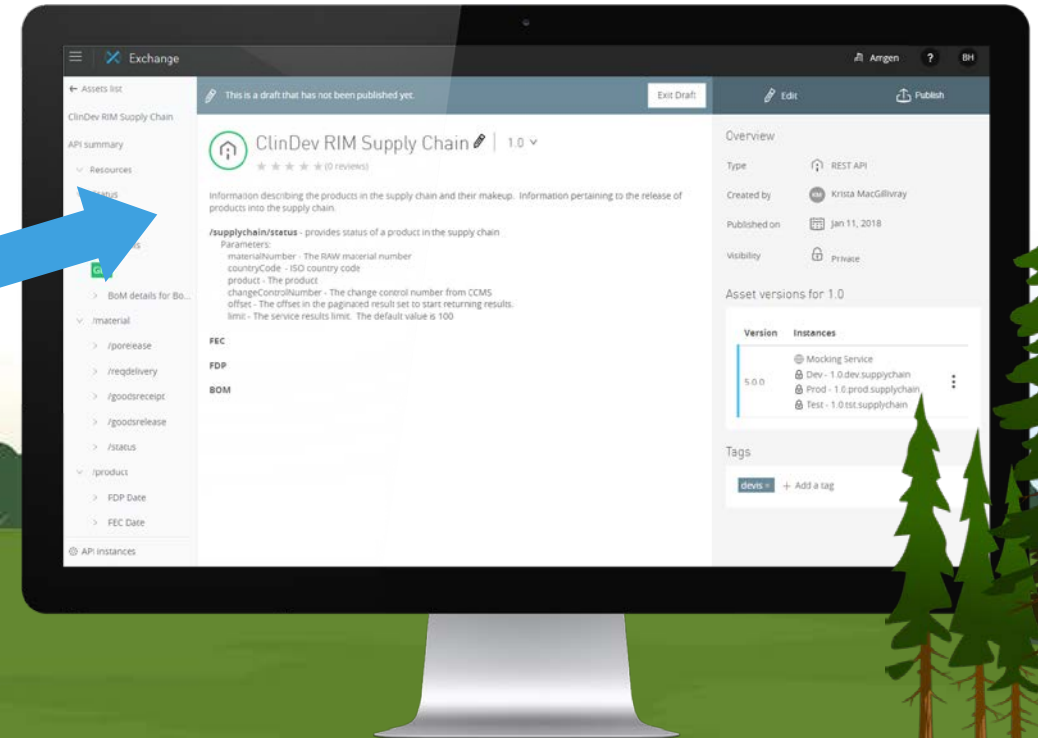 Exchange
Amgen
?
BH
← Assets list
ClinDev RIM Supply Chain
API summary
Resources
BoM details for Bo...
/material
/porelease
/reqdelivery
/goodsreceipt
/goodsrelease
/status
/product
FDP Date
FEC Date
API instances
This is a draft that has not been published yet.
Exit Draft
Edit
Publish
ClinDev RIM Supply Chain
1.0
(0 reviews)
Information describing the products in the supply chain and their makeup. Information pertaining to the release of
products into the supply chain.
/supplychain/status - provides status of a product in the supply chain
Parameters:
materialNumber - The RAW material number
countryCode - ISO country code
product - The product
changeControlNumber - The change control number from CCMS
offset - The offset in the paginated result set to start returning results.
limit - The service results limit. The default value is 100
FEC
FDP
BOM
Overview
Type REST API
Created by KM Krista MacGillivray
Published on Jan 11, 2018
Visibility Private
Asset versions for 1.0
Version Instances
Mocking Service
5.0.0
Dev - 1.0.dev.supplychain
Prod - 1.0.prod.supplychain
Test - 1.0.tst.supplychain
Tags
devis ×
+ Add a tag